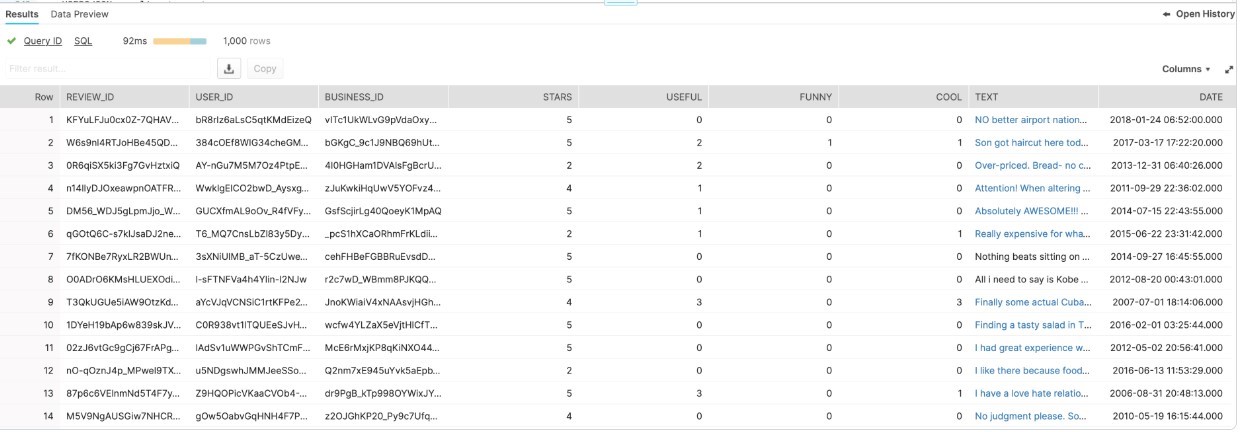 Results Data Preview Open History
Query ID SQL 92ms 1,000 rows
Filter result... Copy
Columns
Row REVIEW_ID USER_ID BUSINESS_ID STARS USEFUL FUNNY COOL TEXT DATE
1 KFYuLFJu0cx0Z-7QHAV... bR8rIz6aLsC5qtKMdEizeQ vlTc1UkWLvG9pVdaOxy... 5 0 0 0 NO better airport nation... 2018-01-24 06:52:00.000
2 W6s9nI4RTJoHBe45QD... 384cOEf8WIG34cheGM... bGKgC_9c1J9NBQ69hUt... 5 2 1 1 Son got haircut here tod... 2017-03-17 17:22:20.000
3 0R6qiSX5kI3Fg7GvHztxiQ AY-nGu7M5M7Oz4PtpE... 4I0HGHam1DVAlsFgBcrU... 2 2 0 0 Over-priced. Bread- no c... 2013-12-31 06:40:26.000
4 n14IlyDJOxeawpnOATFR... WwklgElCO2bwD_Aysxg... zJuKwkiHqUwV5YOFvz4... 4 1 0 0 Attention! When altering ... 2011-09-29 22:36:02.000
5 DM56_WDJ5gLpmJjo_W... GUCXfmAL9oOv_R4fVFy... GsfScjirLg40QoeyK1MpAQ 5 1 0 0 Absolutely AWESOME!!! ... 2014-07-15 22:43:55.000
6 qGOtQ6C-s7kIJsaDJ2ne... T6_MQ7CnsLbZI83y5Dy... _pcS1hXCaORhmFrKLdii... 2 1 0 1 Really expensive for wha... 2015-06-22 23:31:42.000
7 7fKONBe7RyxLR2BWUn... 3sXNiUIMB_aT-5CzUwe... cehFHBeFGBBRuEvsdD... 5 0 0 0 Nothing beats sitting on ... 2014-09-27 16:45:55.000
8 O0ADrO6KMsHLUEXOdi... l-sFTNFVa4h4Ylin-I2NJw r2c7wD_WBmm8PJKQQ... 5 0 0 0 All i need to say is Kobe ... 2012-08-20 00:43:01.000
9 T3QkUGUe5iAW9OtzKd... aYcVJqVCNSiC1rtKFPe2... JnoKWiaiV4xNAAsvjHGh... 4 3 0 3 Finally some actual Cuba... 2007-07-01 18:14:06.000
10 1DYeH19bAp6w839skJV... C0R938vt1ITQUEeSJvH... wcfw4YLZaX5eVjtHICfT... 5 0 0 0 Finding a tasty salad in T... 2016-02-01 03:25:44.000
11 02zJ6vtGc9gCj67FrAPg... lAdSv1uWWPGvShTCmF... McE6rMxjKP8qKiNXO44... 5 0 0 0 I had great experience w... 2012-05-02 20:56:41.000
12 nO-qOznJ4p_MPwel9TX... u5NDgswhJMMJeeSSo... Q2nm7xE945uYvk5aEpb... 2 0 0 0 I like there because food... 2016-06-13 11:53:29.000
13 87p6c6VElnmNd5T4F7y... Z9HQOPicVKaaCVOb4-... dr9PgB_kTp998OYWixJY... 5 3 0 1 I have a love hate relatio... 2006-08-31 20:48:13.000
14 M5V9NgAUSGiw7NHCR... gOw5OabvGqHNH4F7P... z2OJGhKP20_Py9c7Ufq... 4 0 0 0 No judgment please. So... 2010-05-19 16:15:44.000